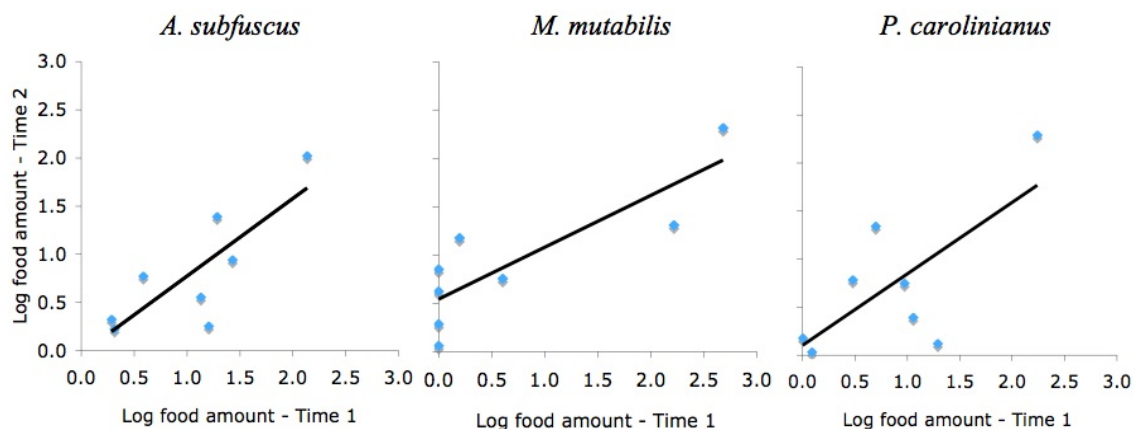 A. subfuscus
M. mutabilis
P. carolinianus
Log food amount - Time 2
3.0
2.5
2.0
1.5
1.0
0.5
0.0
0.0 0.5 1.0 1.5 2.0 2.5 3.0
0.0 0.5 1.0 1.5 2.0 2.5 3.0
0.0 0.5 1.0 1.5 2.0 2.5 3.0
Log food amount - Time 1
Log food amount - Time 1
Log food amount - Time 1